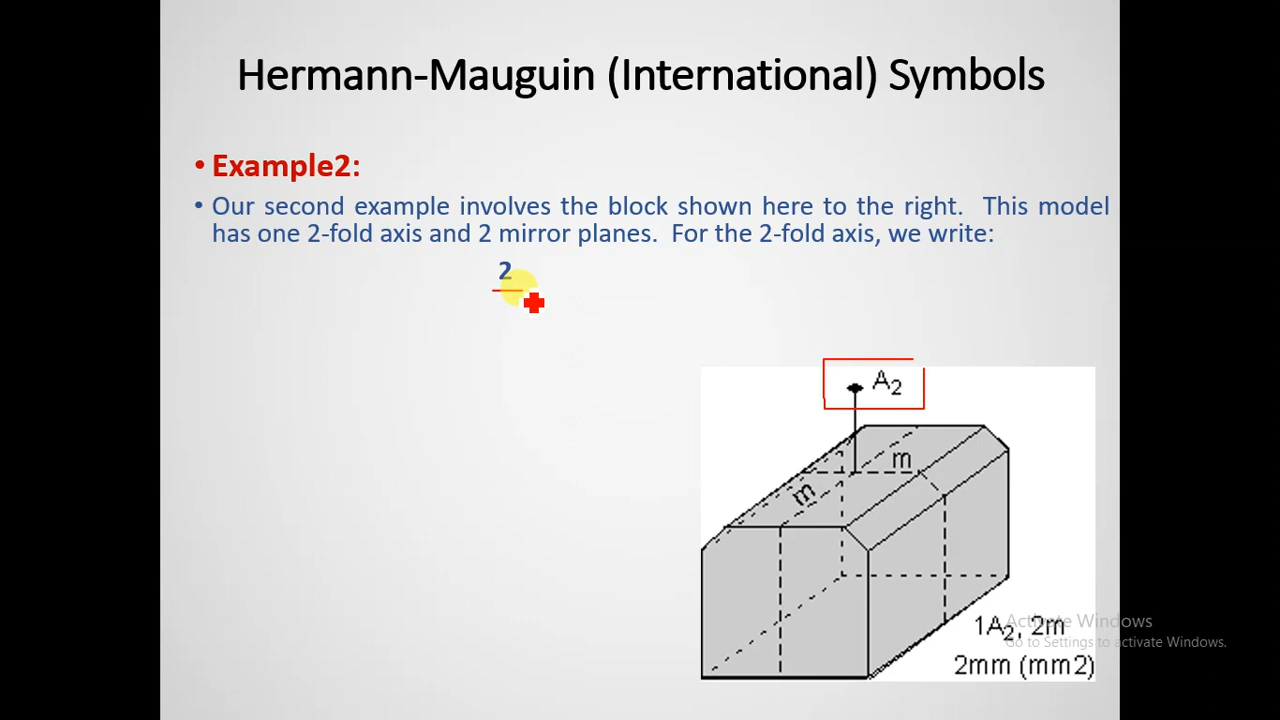 Hermann-Mauguin (International) Symbols
• Example2:
• Our second example involves the block shown here to the right. This model
has one 2-fold axis and 2 mirror planes. For the 2-fold axis, we write:
2
A₂
m
m
1A₂, 2m
2mm (mm2)
Activate Windows
Go to Settings to activate Windows.